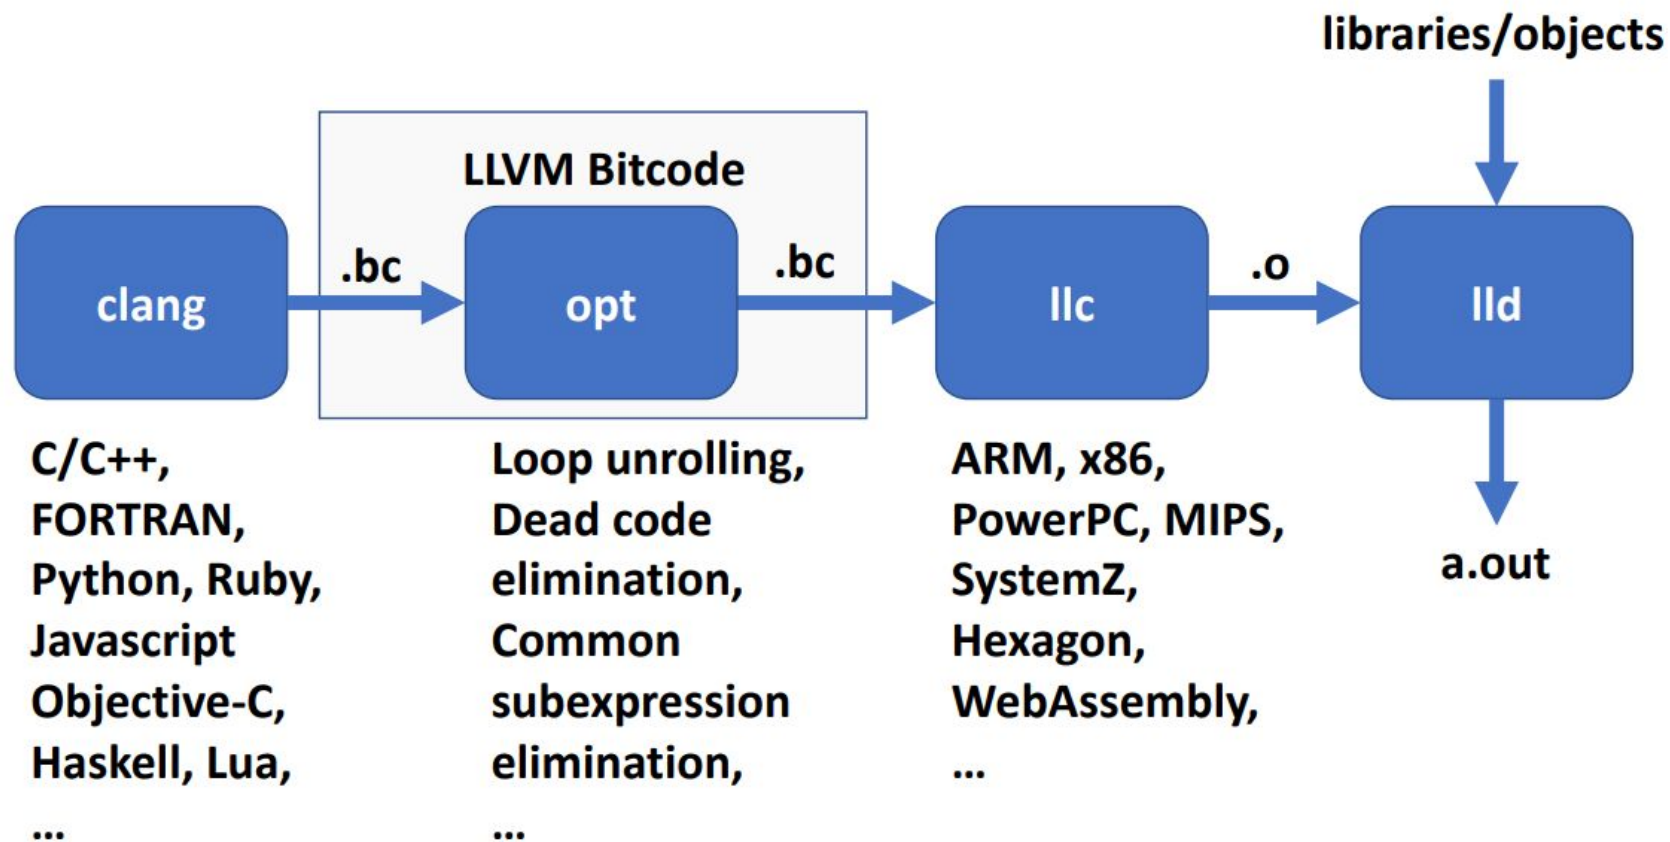 libraries/objects
LLVM Bitcode
clang
.bc
opt
.bc
llc
.o
lld
C/C++,
FORTRAN,
Python, Ruby,
Javascript
Objective-C,
Haskell, Lua,
...
Loop unrolling,
Dead code
elimination,
Common
subexpression
elimination,
...
ARM, x86,
PowerPC, MIPS,
SystemZ,
Hexagon,
WebAssembly,
...
a.out